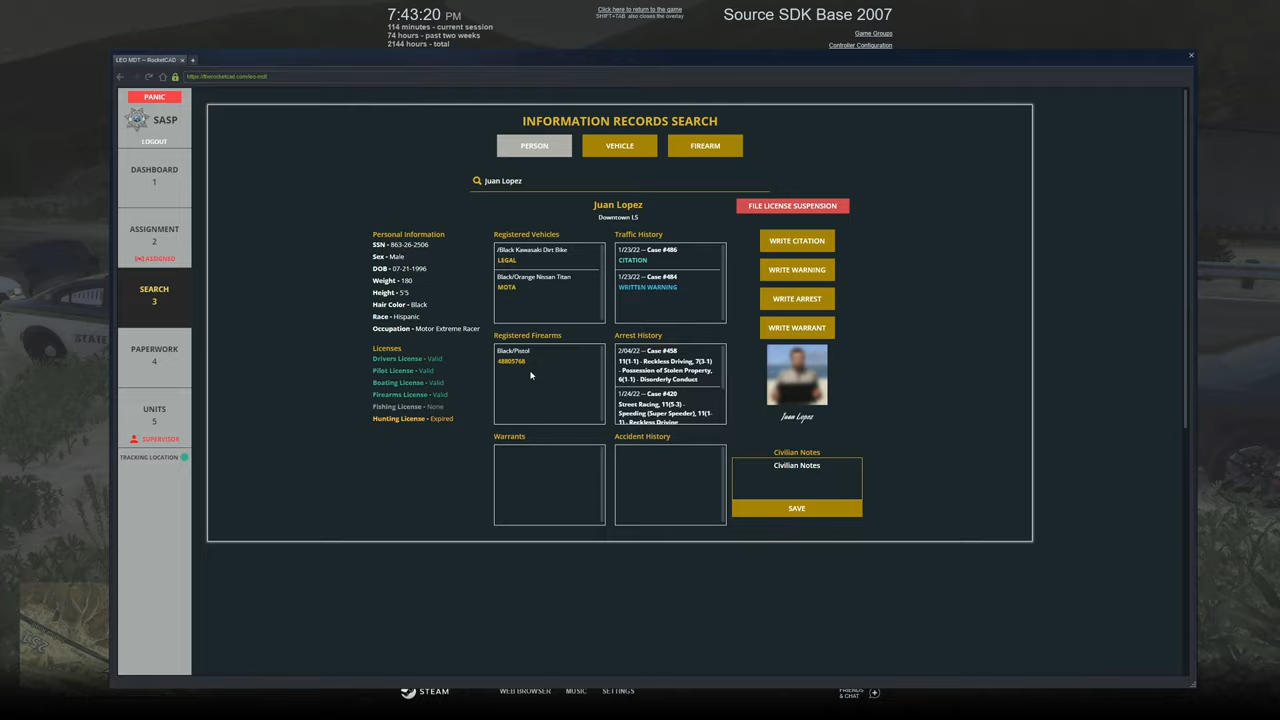 7:43:20 PM
114 minutes - current session
74 hours - past two weeks
2144 hours - total
Click here to return to the game
SHIFT+TAB also closes the overlay
Source SDK Base 2007
Game Groups
Controller Configuration
LEO MDT -- RocketCAD
https://therocketcad.com/leo-mdt
PANIC
SASP
LOGOUT
DASHBOARD
1
ASSIGNMENT
2
ASSIGNED
SEARCH
3
PAPERWORK
4
UNITS
5
SUPERVISOR
TRACKING LOCATION
INFORMATION RECORDS SEARCH
PERSON
VEHICLE
FIREARM
Juan Lopez
Juan Lopez
Downtown LS
FILE LICENSE SUSPENSION
Personal Information
SSN - 863-26-2506
Sex - Male
DOB - 07-21-1996
Weight - 180
Height - 5'5
Hair Color - Black
Race - Hispanic
Occupation - Motor Extreme Racer
Licenses
Drivers License - Valid
Pilot License - Valid
Boating License - Valid
Firearms License - Valid
Fishing License - None
Hunting License - Expired
Registered Vehicles
/Black Kawasaki Dirt Bike
LEGAL
Black/Orange Nissan Titan
MOTA
Registered Firearms
Black/Pistol
48805768
Warrants
Traffic History
1/23/22 -- Case #486
CITATION
1/23/22 -- Case #484
WRITTEN WARNING
Arrest History
2/04/22 -- Case #458
11(1-1) - Reckless Driving, 7(3-1)
- Possession of Stolen Property,
6(1-1) - Disorderly Conduct
1/24/22 -- Case #420
Street Racing, 11(5-3) -
Speeding (Super Speeder), 11(1-
1) - Reckless Driving
Accident History
WRITE CITATION
WRITE WARNING
WRITE ARREST
WRITE WARRANT
Juan Lopez
Civilian Notes
Civilian Notes
SAVE
STATE
STEAM
WEB BROWSER
MUSIC
SETTINGS
FRIENDS
& CHAT